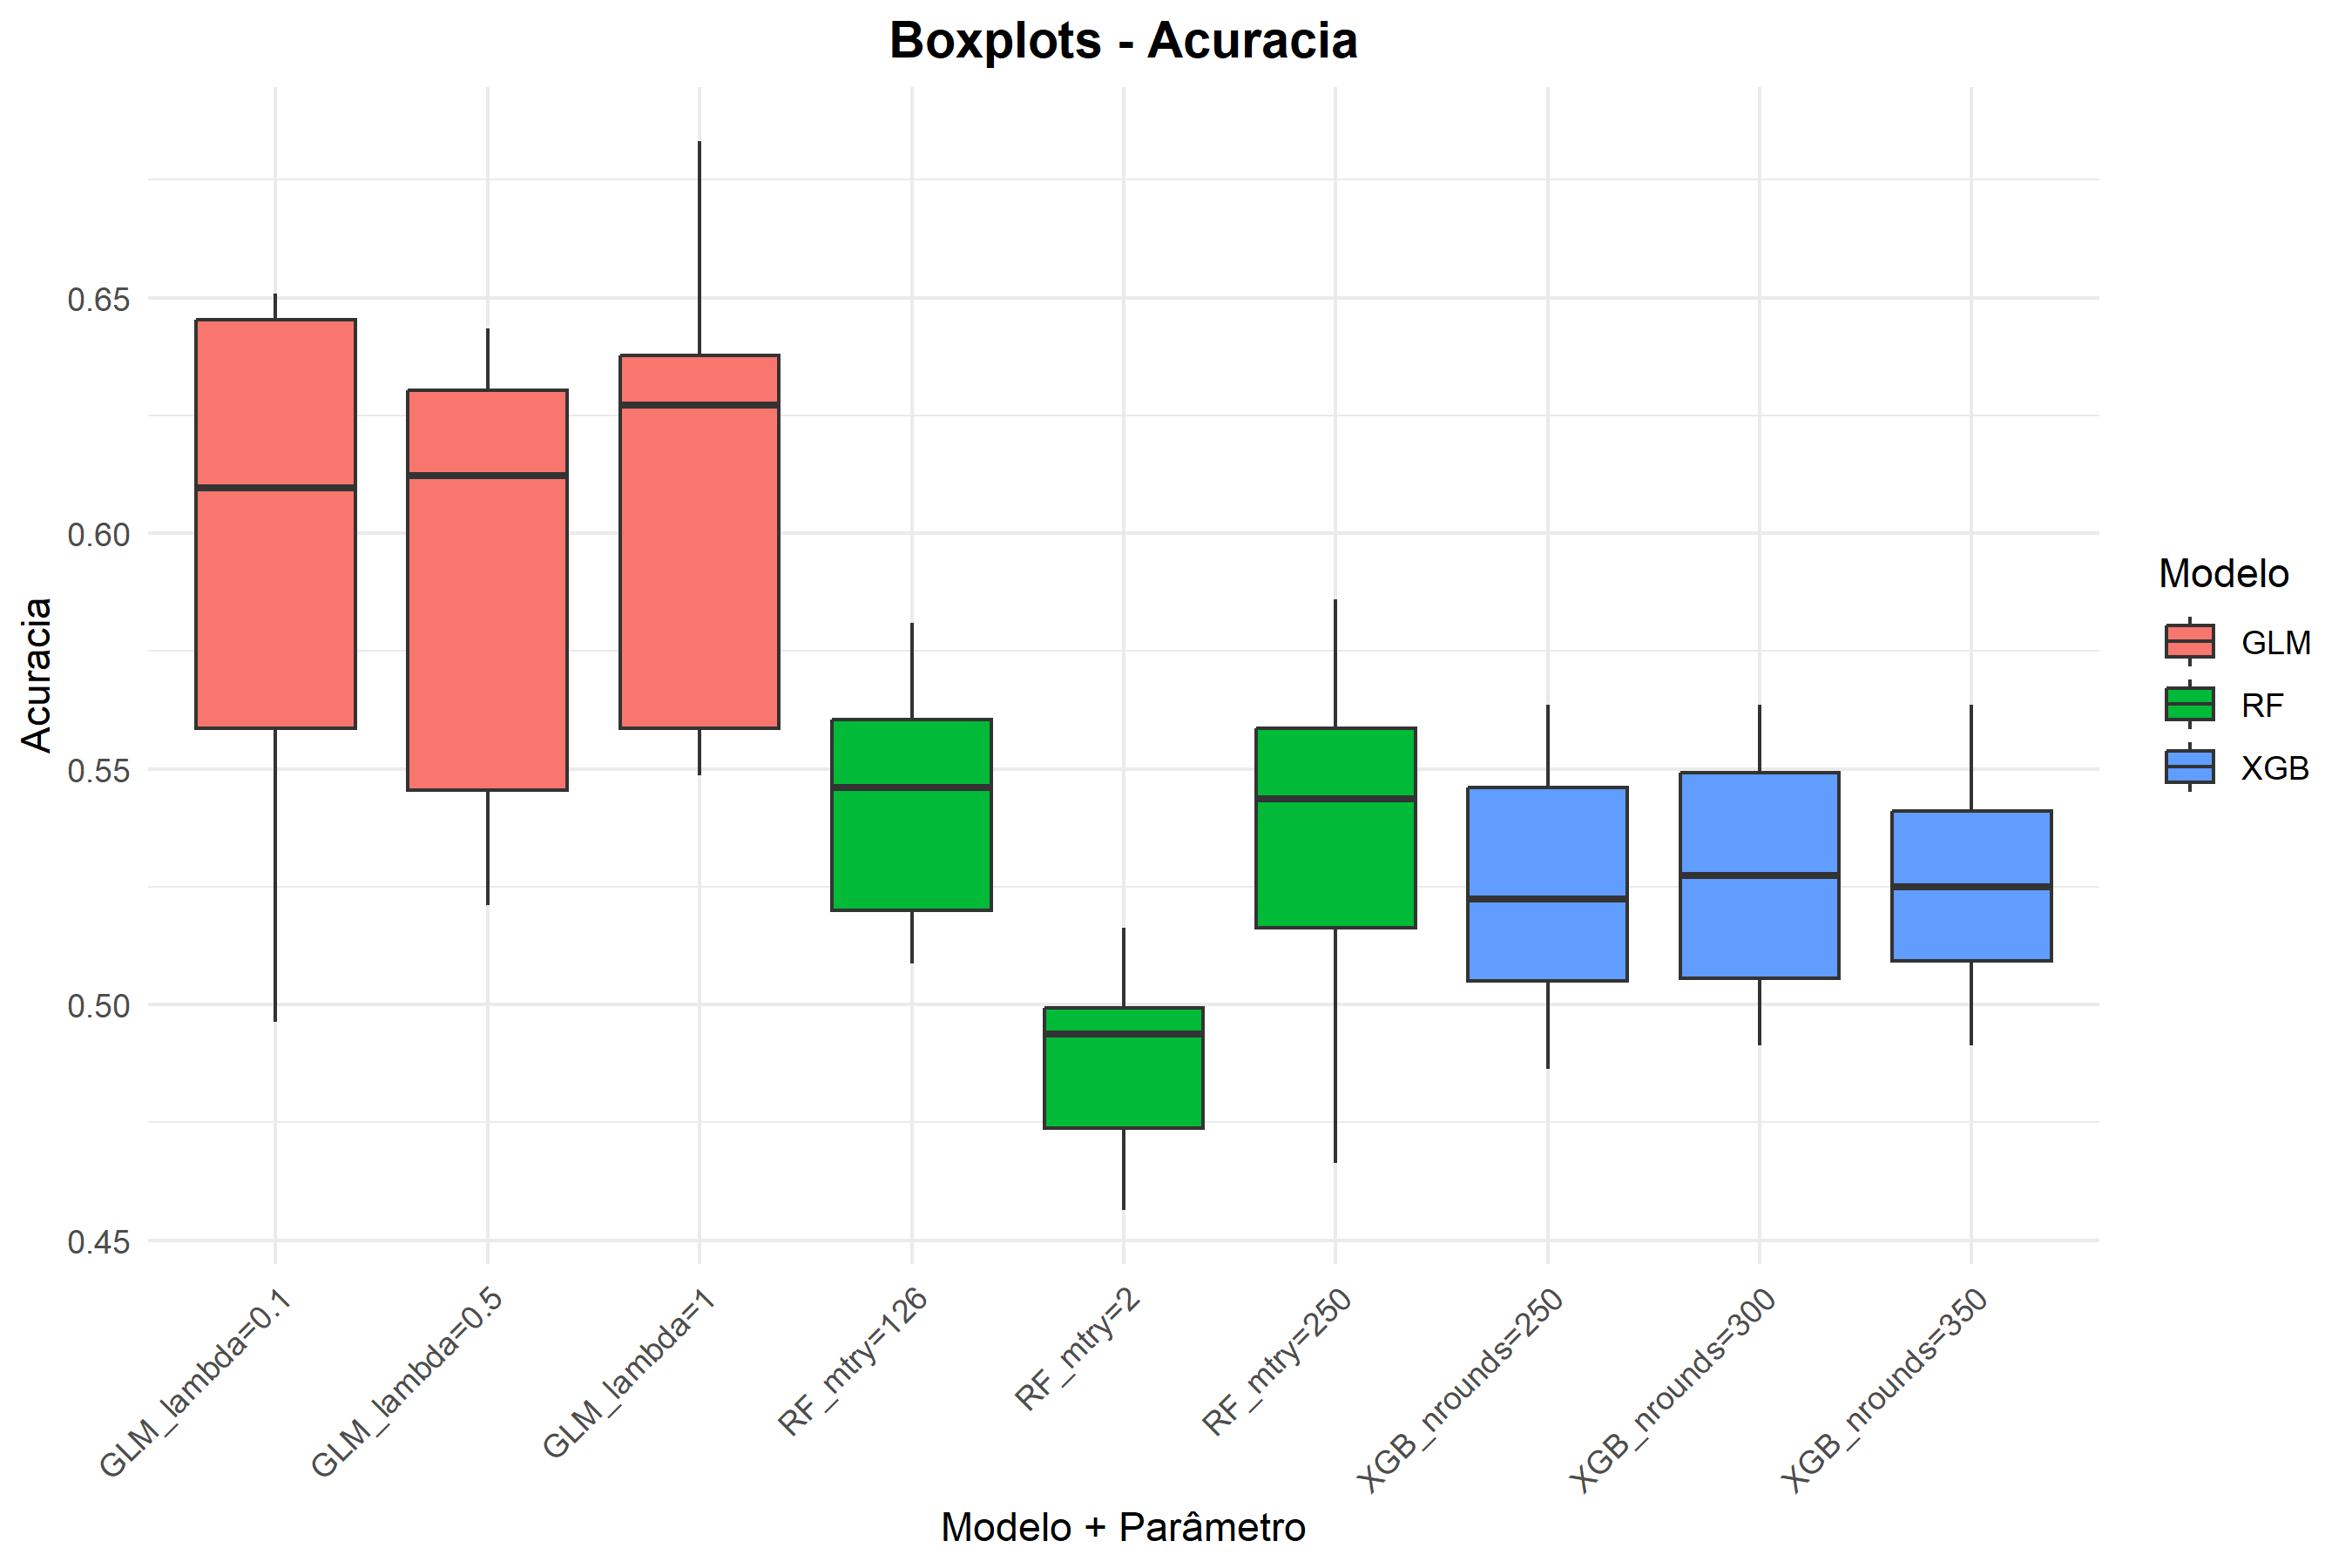 Boxplots - Acuracia
Acuracia
0.65
0.60
0.55
0.50
0.45
GLM_lambda=0.1
GLM_lambda=0.5
GLM_lambda=1
RF_mtry=126
RF_mtry=2
RF_mtry=250
XGB_nrounds=250
XGB_nrounds=300
XGB_nrounds=350
Modelo + Parâmetro
Modelo
GLM
RF
XGB